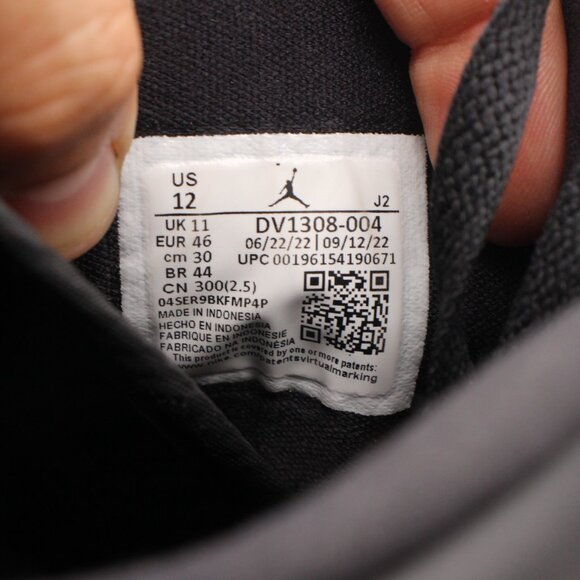 US
12
J2
UK 11
EUR 46
cm 30
BR 44
CN 300(2.5)
DV1308-004
06/22/22 | 09/12/22
UPC 00196154190671
04SER9BKFMP4P
MADE IN INDONESIA
HECHO EN INDONESIA
FABRIQUE EN INDONESIE
FABRICADO NA INDONÉSIA
This product is covered by one or more patents:
www.nike.com/patentsvirtualmarking